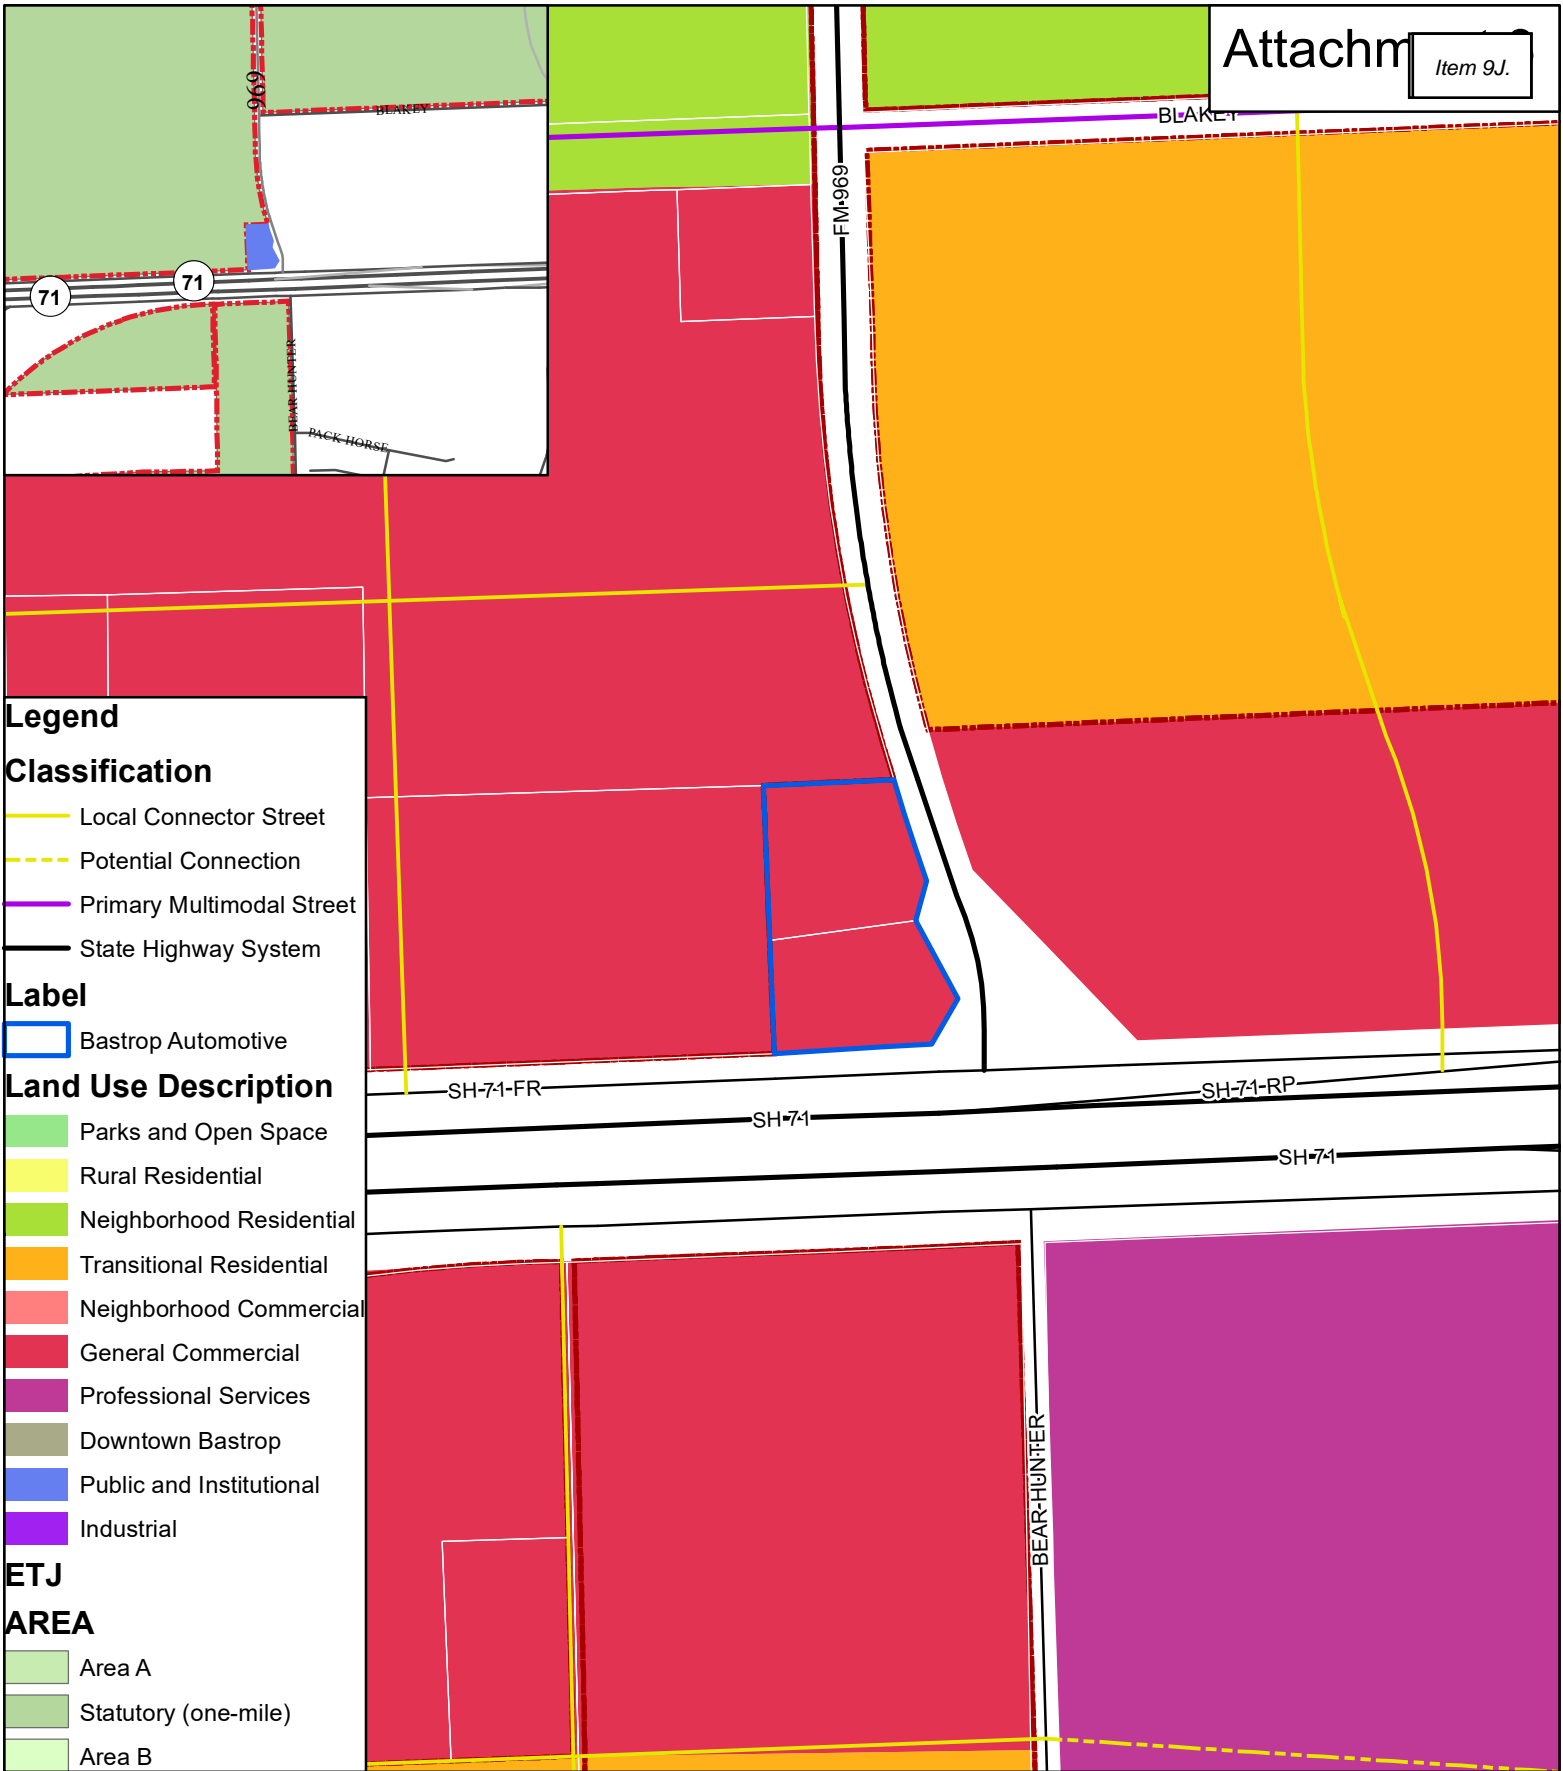 Attachm
Item 9J.
969
BLAKEY
71
71
BEAR HUNTER
PACK HORSE
BLAKEY
FM 969
SH 71 FR
SH 71
SH 71 RP
SH 71
BEAR HUNTER
Legend
Classification
Local Connector Street
Potential Connection
Primary Multimodal Street
State Highway System
Label
Bastrop Automotive
Land Use Description
Parks and Open Space
Rural Residential
Neighborhood Residential
Transitional Residential
Neighborhood Commercial
General Commercial
Professional Services
Downtown Bastrop
Public and Institutional
Industrial
ETJ
AREA
Area A
Statutory (one-mile)
Area B